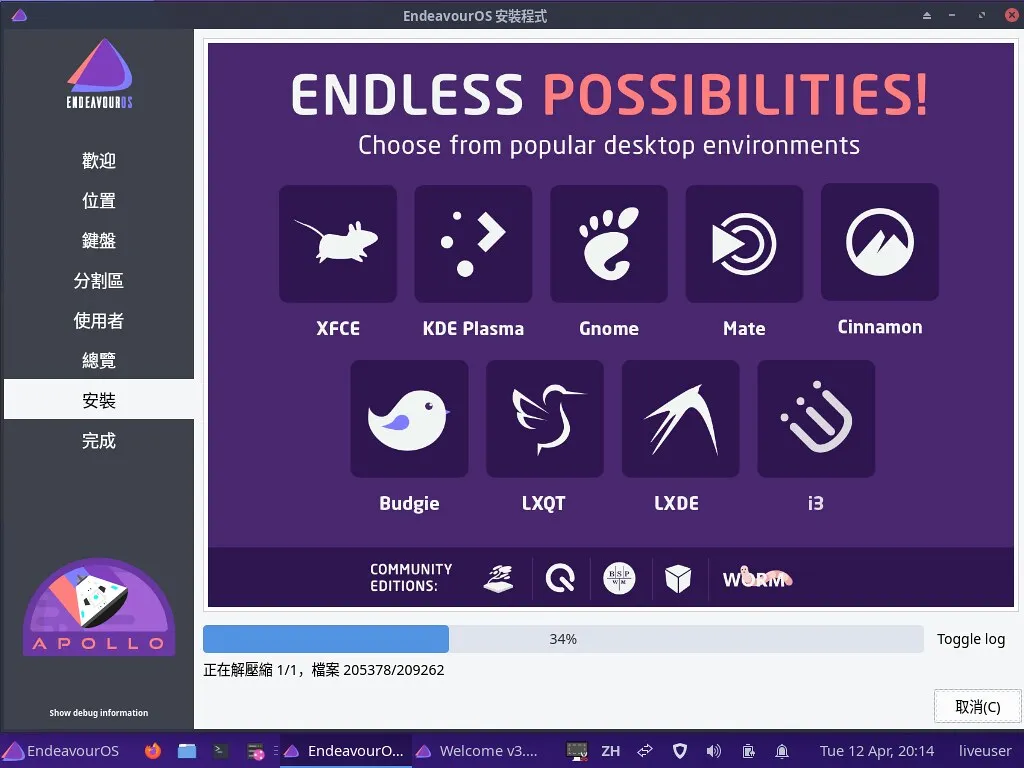 EndeavourOS 安裝程式
ENDEAVOUROS
歡迎
位置
鍵盤
分割區
使用者
總覽
安裝
完成
APOLLO
Show debug information
ENDLESS POSSIBILITIES!
Choose from popular desktop environments
XFCE KDE Plasma Gnome Mate Cinnamon
Budgie LXQT LXDE i3
COMMUNITY
EDITIONS:
BSP
WM
WORM
34% Toggle log
正在解壓縮 1/1，檔案 205378/209262
取消(C)
EndeavourOS EndeavourO... Welcome v3.... ZH Tue 12 Apr, 20:14 liveuser